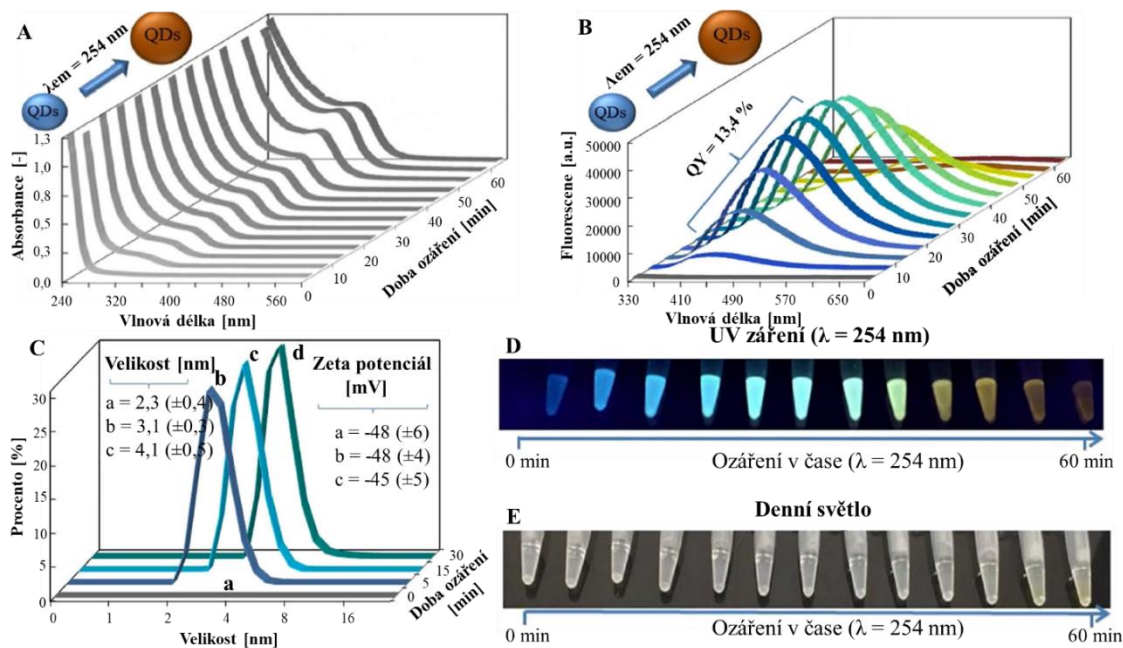 A
QDs
λem = 254 nm
QDs
Absorbance [-]
1,3
1,0
0,8
0,5
0,3
0,0
240
320
400
480
560
Vlnová délka [nm]
0
10
20
30
40
50
60
Doba ozáření [min]
B
QDs
Λem = 254 nm
QDs
QY = 13,4 %
Fluorescene [a.u.]
50000
40000
30000
20000
10000
0
330
410
490
570
650
Vlnová délka [nm]
0
10
20
30
40
50
60
Doba ozáření [min]
C
Velikost [nm]
a = 2,3 (±0,4)
b = 3,1 (±0,3)
c = 4,1 (±0,5)
b
c
d
a
Zeta potenciál
[mV]
a = -48 (±6)
b = -48 (±4)
c = -45 (±5)
Procento [%]
30
20
15
10
5
0
0
1
2
4
8
16
Velikost [nm]
0
5
15
30
Doba ozáření
[min]
UV záření (λ = 254 nm)
D
0 min
Ozáření v čase (λ = 254 nm)
60 min
Denní světlo
E
0 min
Ozáření v čase (λ = 254 nm)
60 min